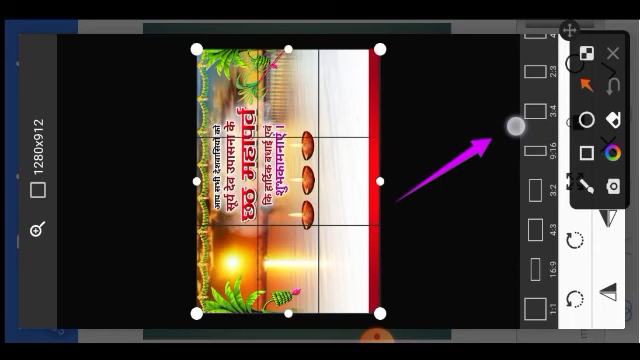 1280x912
आप सभी देशवासियों को
सूर्य देव उपासना के
छठ महापर्व
कि हार्दिक बधाई एवं
शुभकामनाएं।
4
2:3
3:4
9:16
3:2
4:3
16:9
1:1